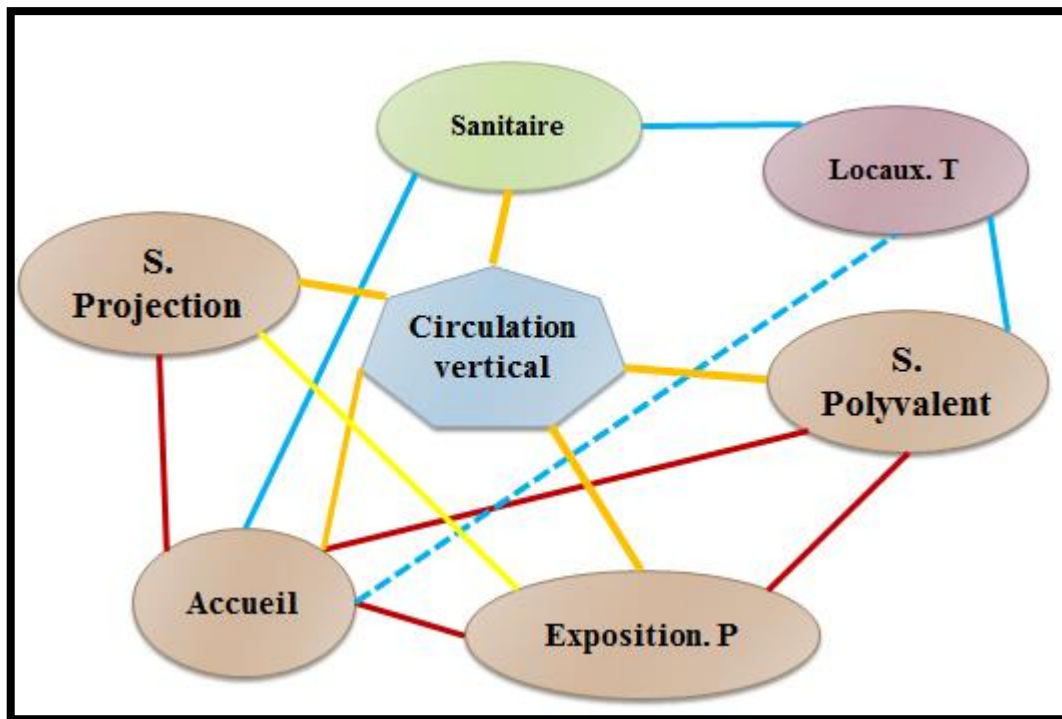 Sanitaire
Locaux. T
S.
Projection
Circulation
vertical
S.
Polyvalent
Accueil
Exposition. P